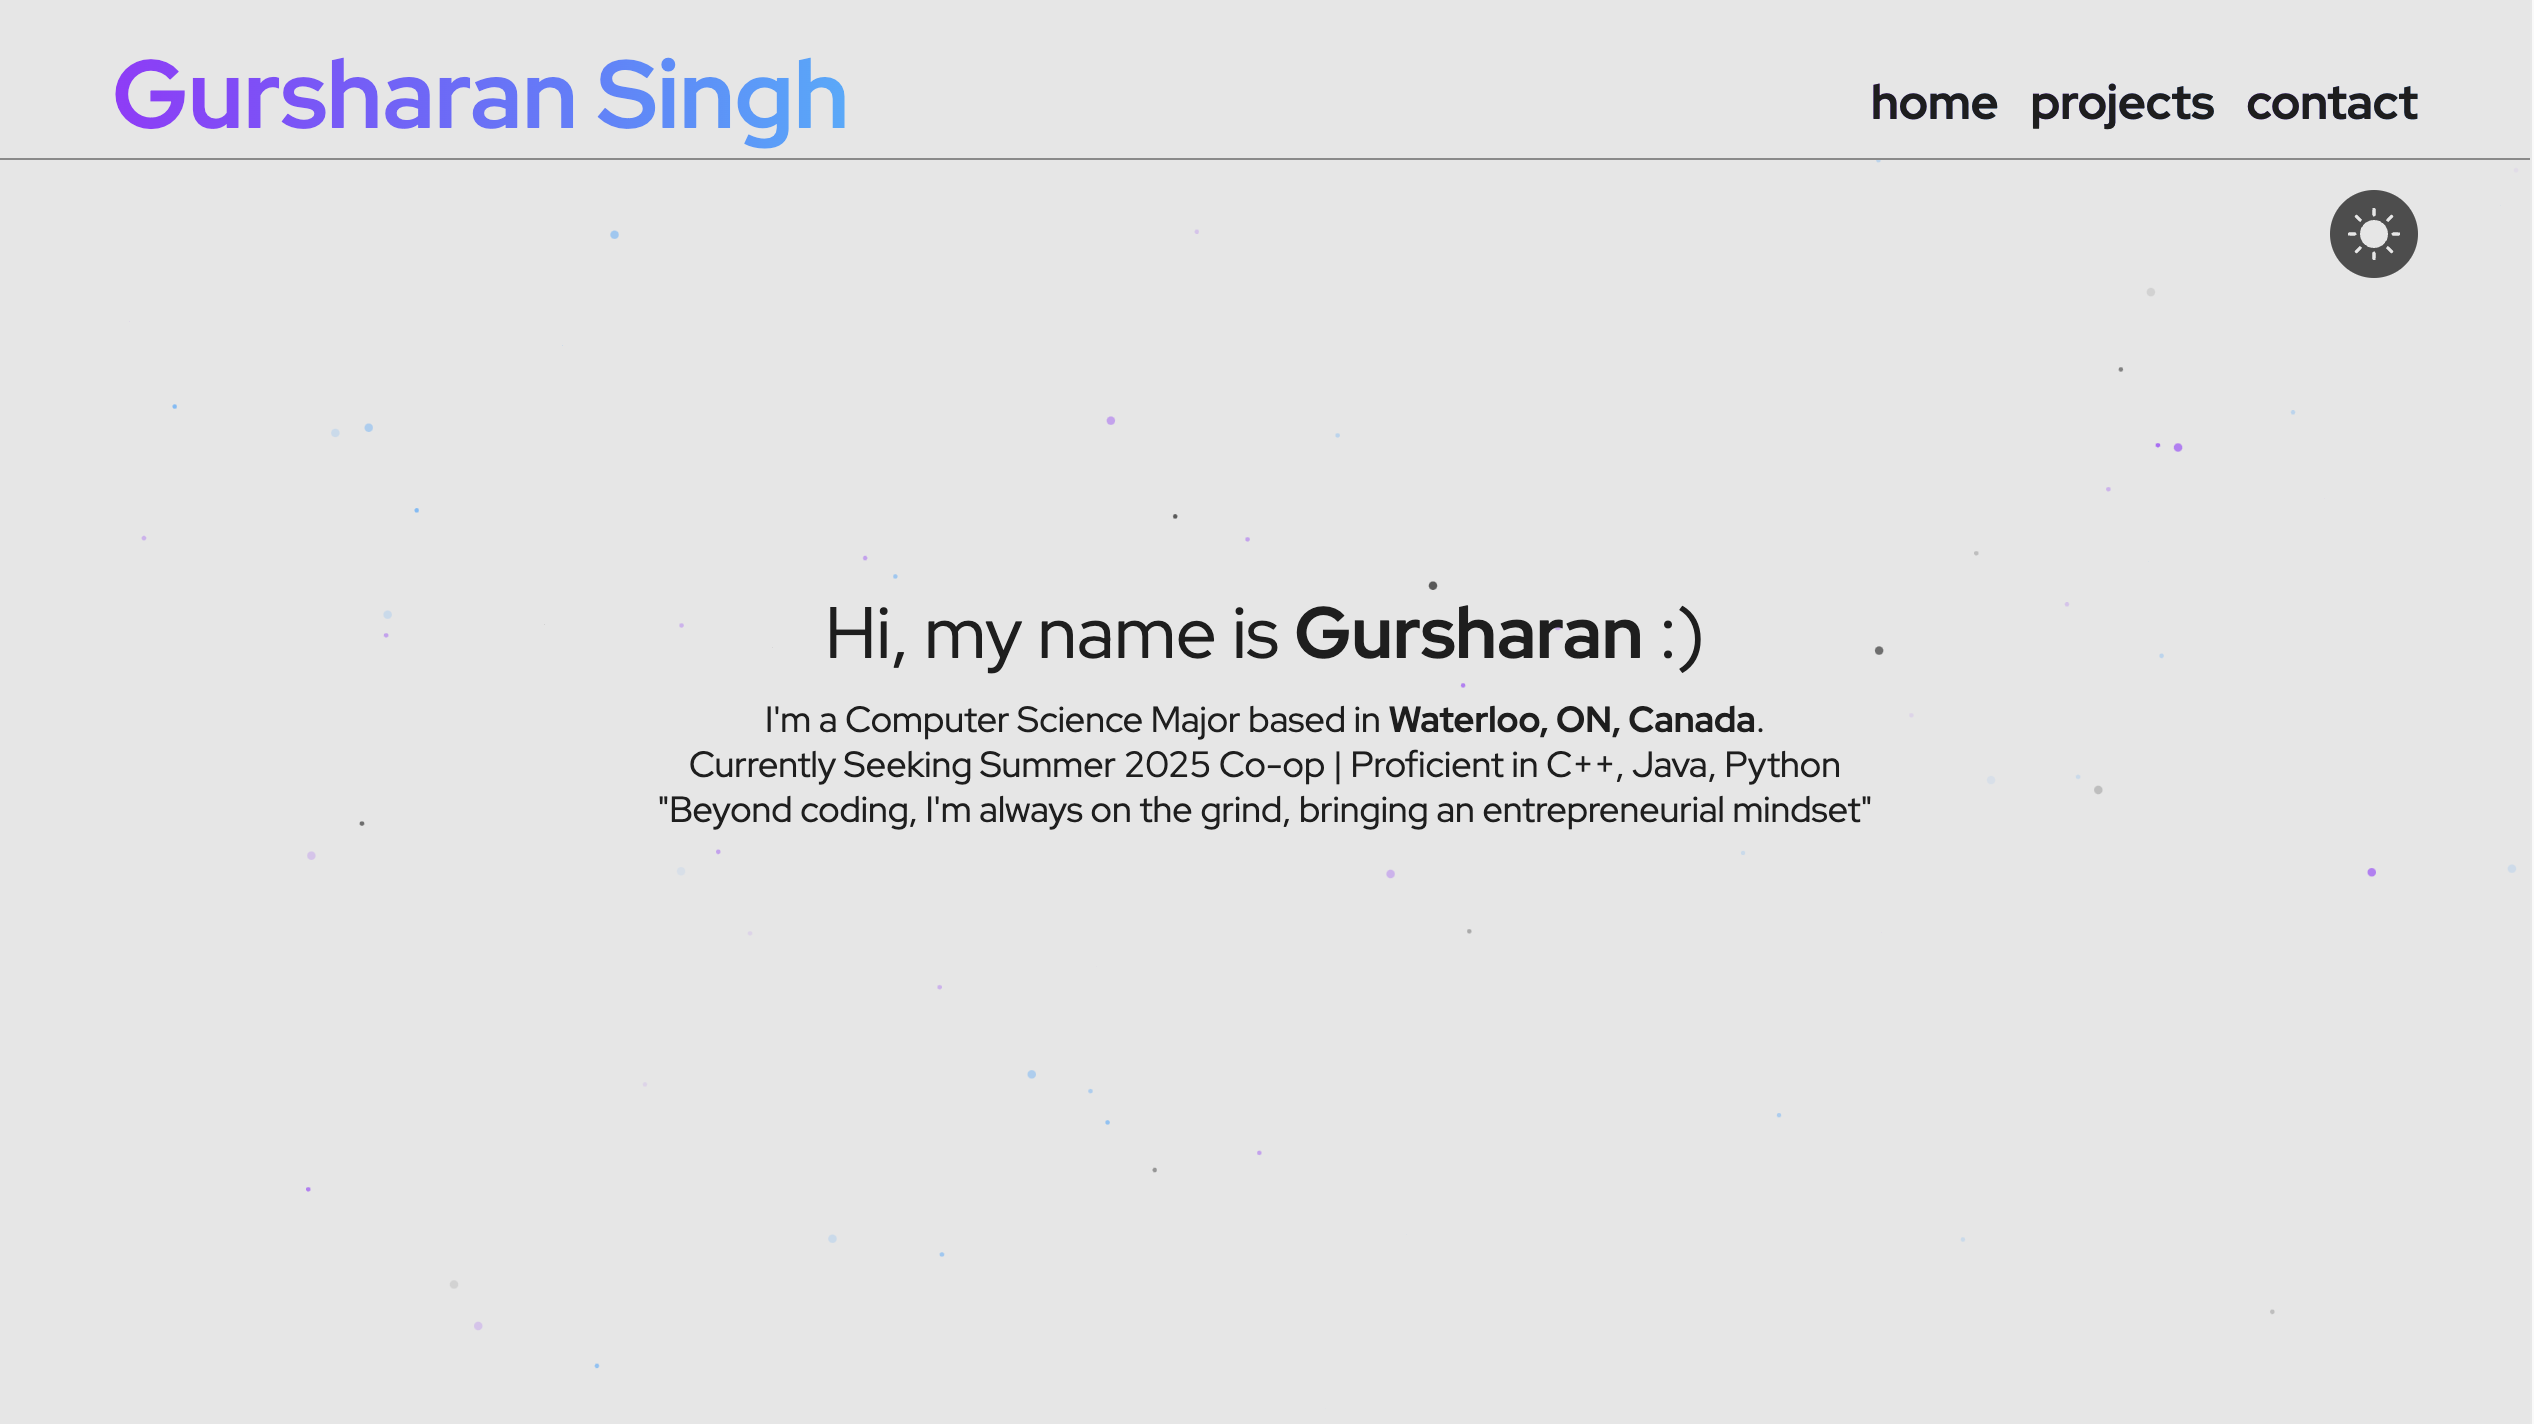 Gursharan Singh
home projects contact
Hi, my name is Gursharan :)
I'm a Computer Science Major based in Waterloo, ON, Canada.
Currently Seeking Summer 2025 Co-op | Proficient in C++, Java, Python
"Beyond coding, I'm always on the grind, bringing an entrepreneurial mindset"